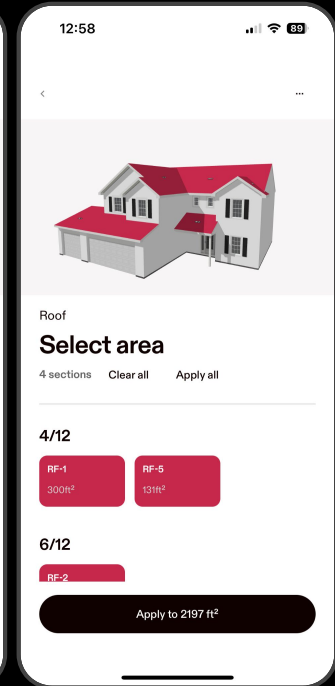 12:58
89
Roof
Select area
4 sections Clear all Apply all
4/12
RF-1 RF-5
300ft² 131ft²
6/12
RF-2
Apply to 2197 ft²